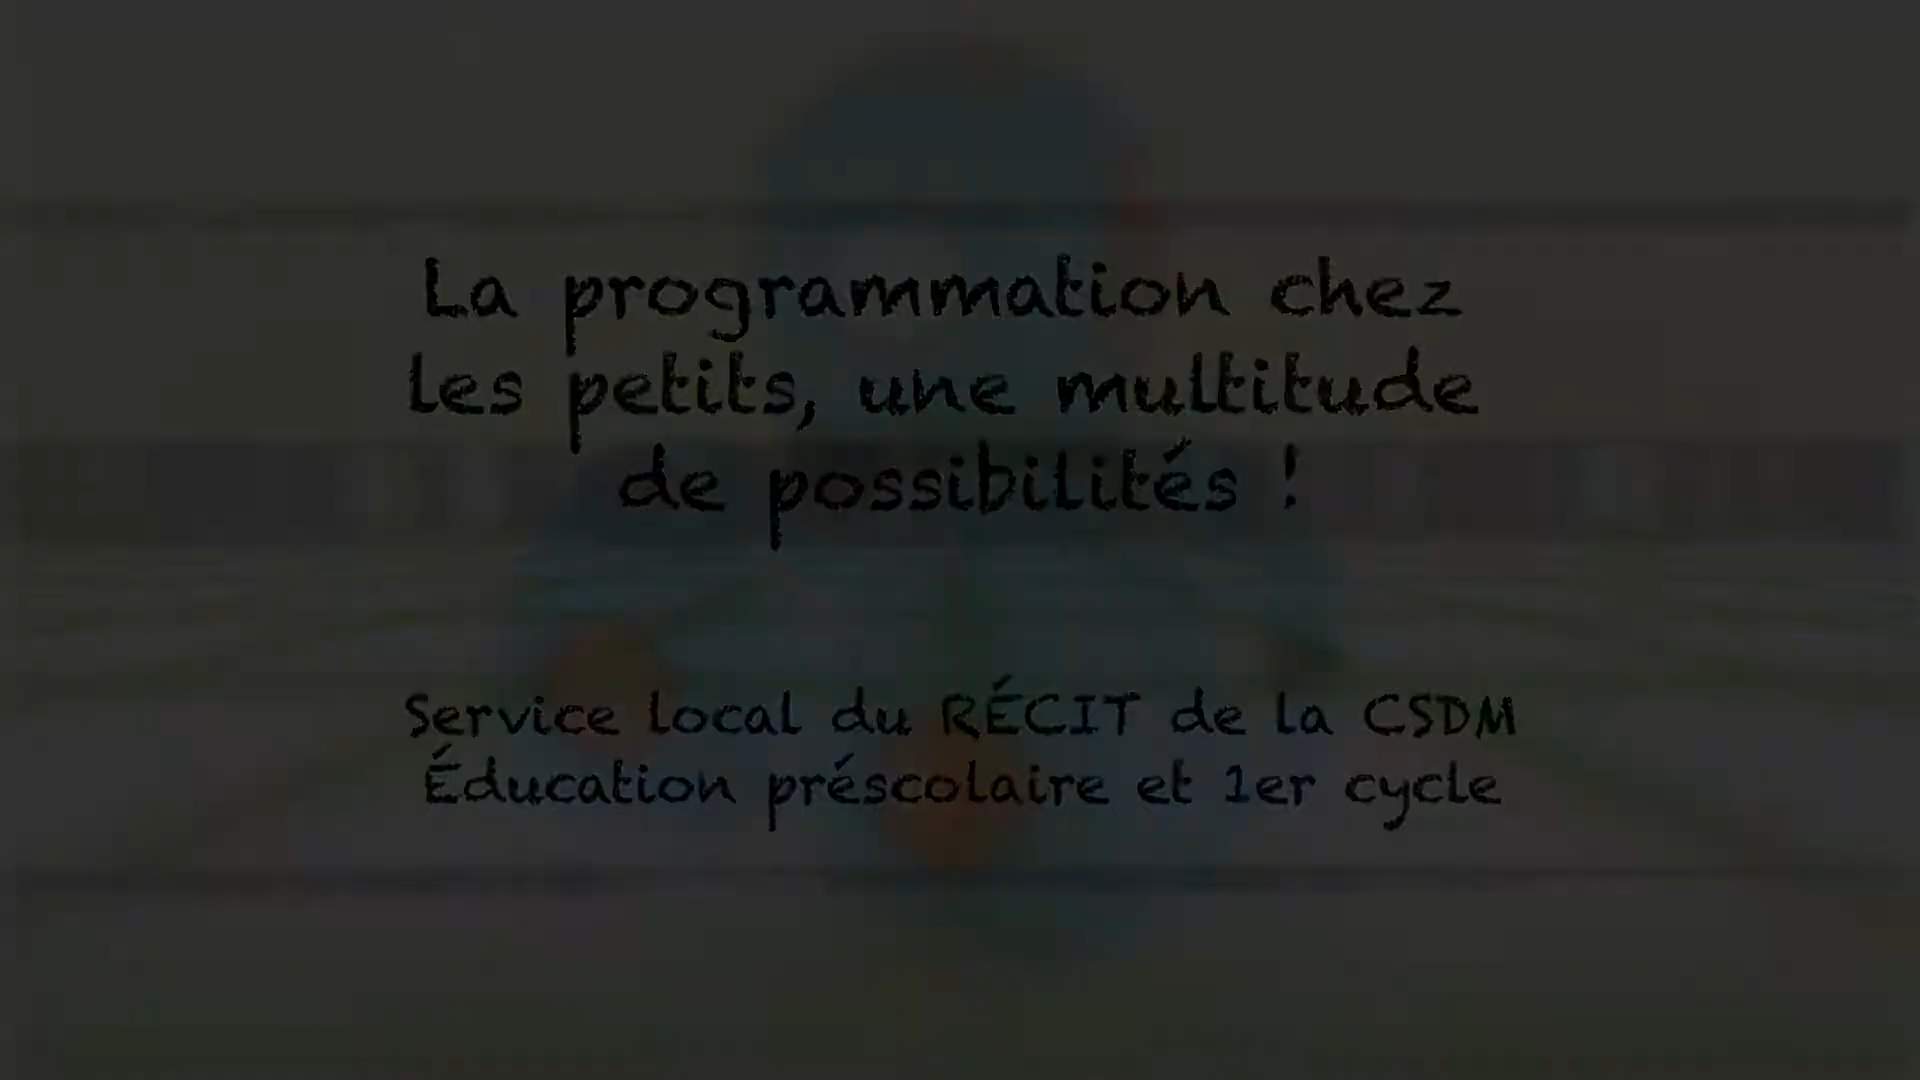 La programmation chez
les petits, une multitude
de possibilités !
Service local du RÉCIT de la CSDM
Éducation préscolaire et 1er cycle